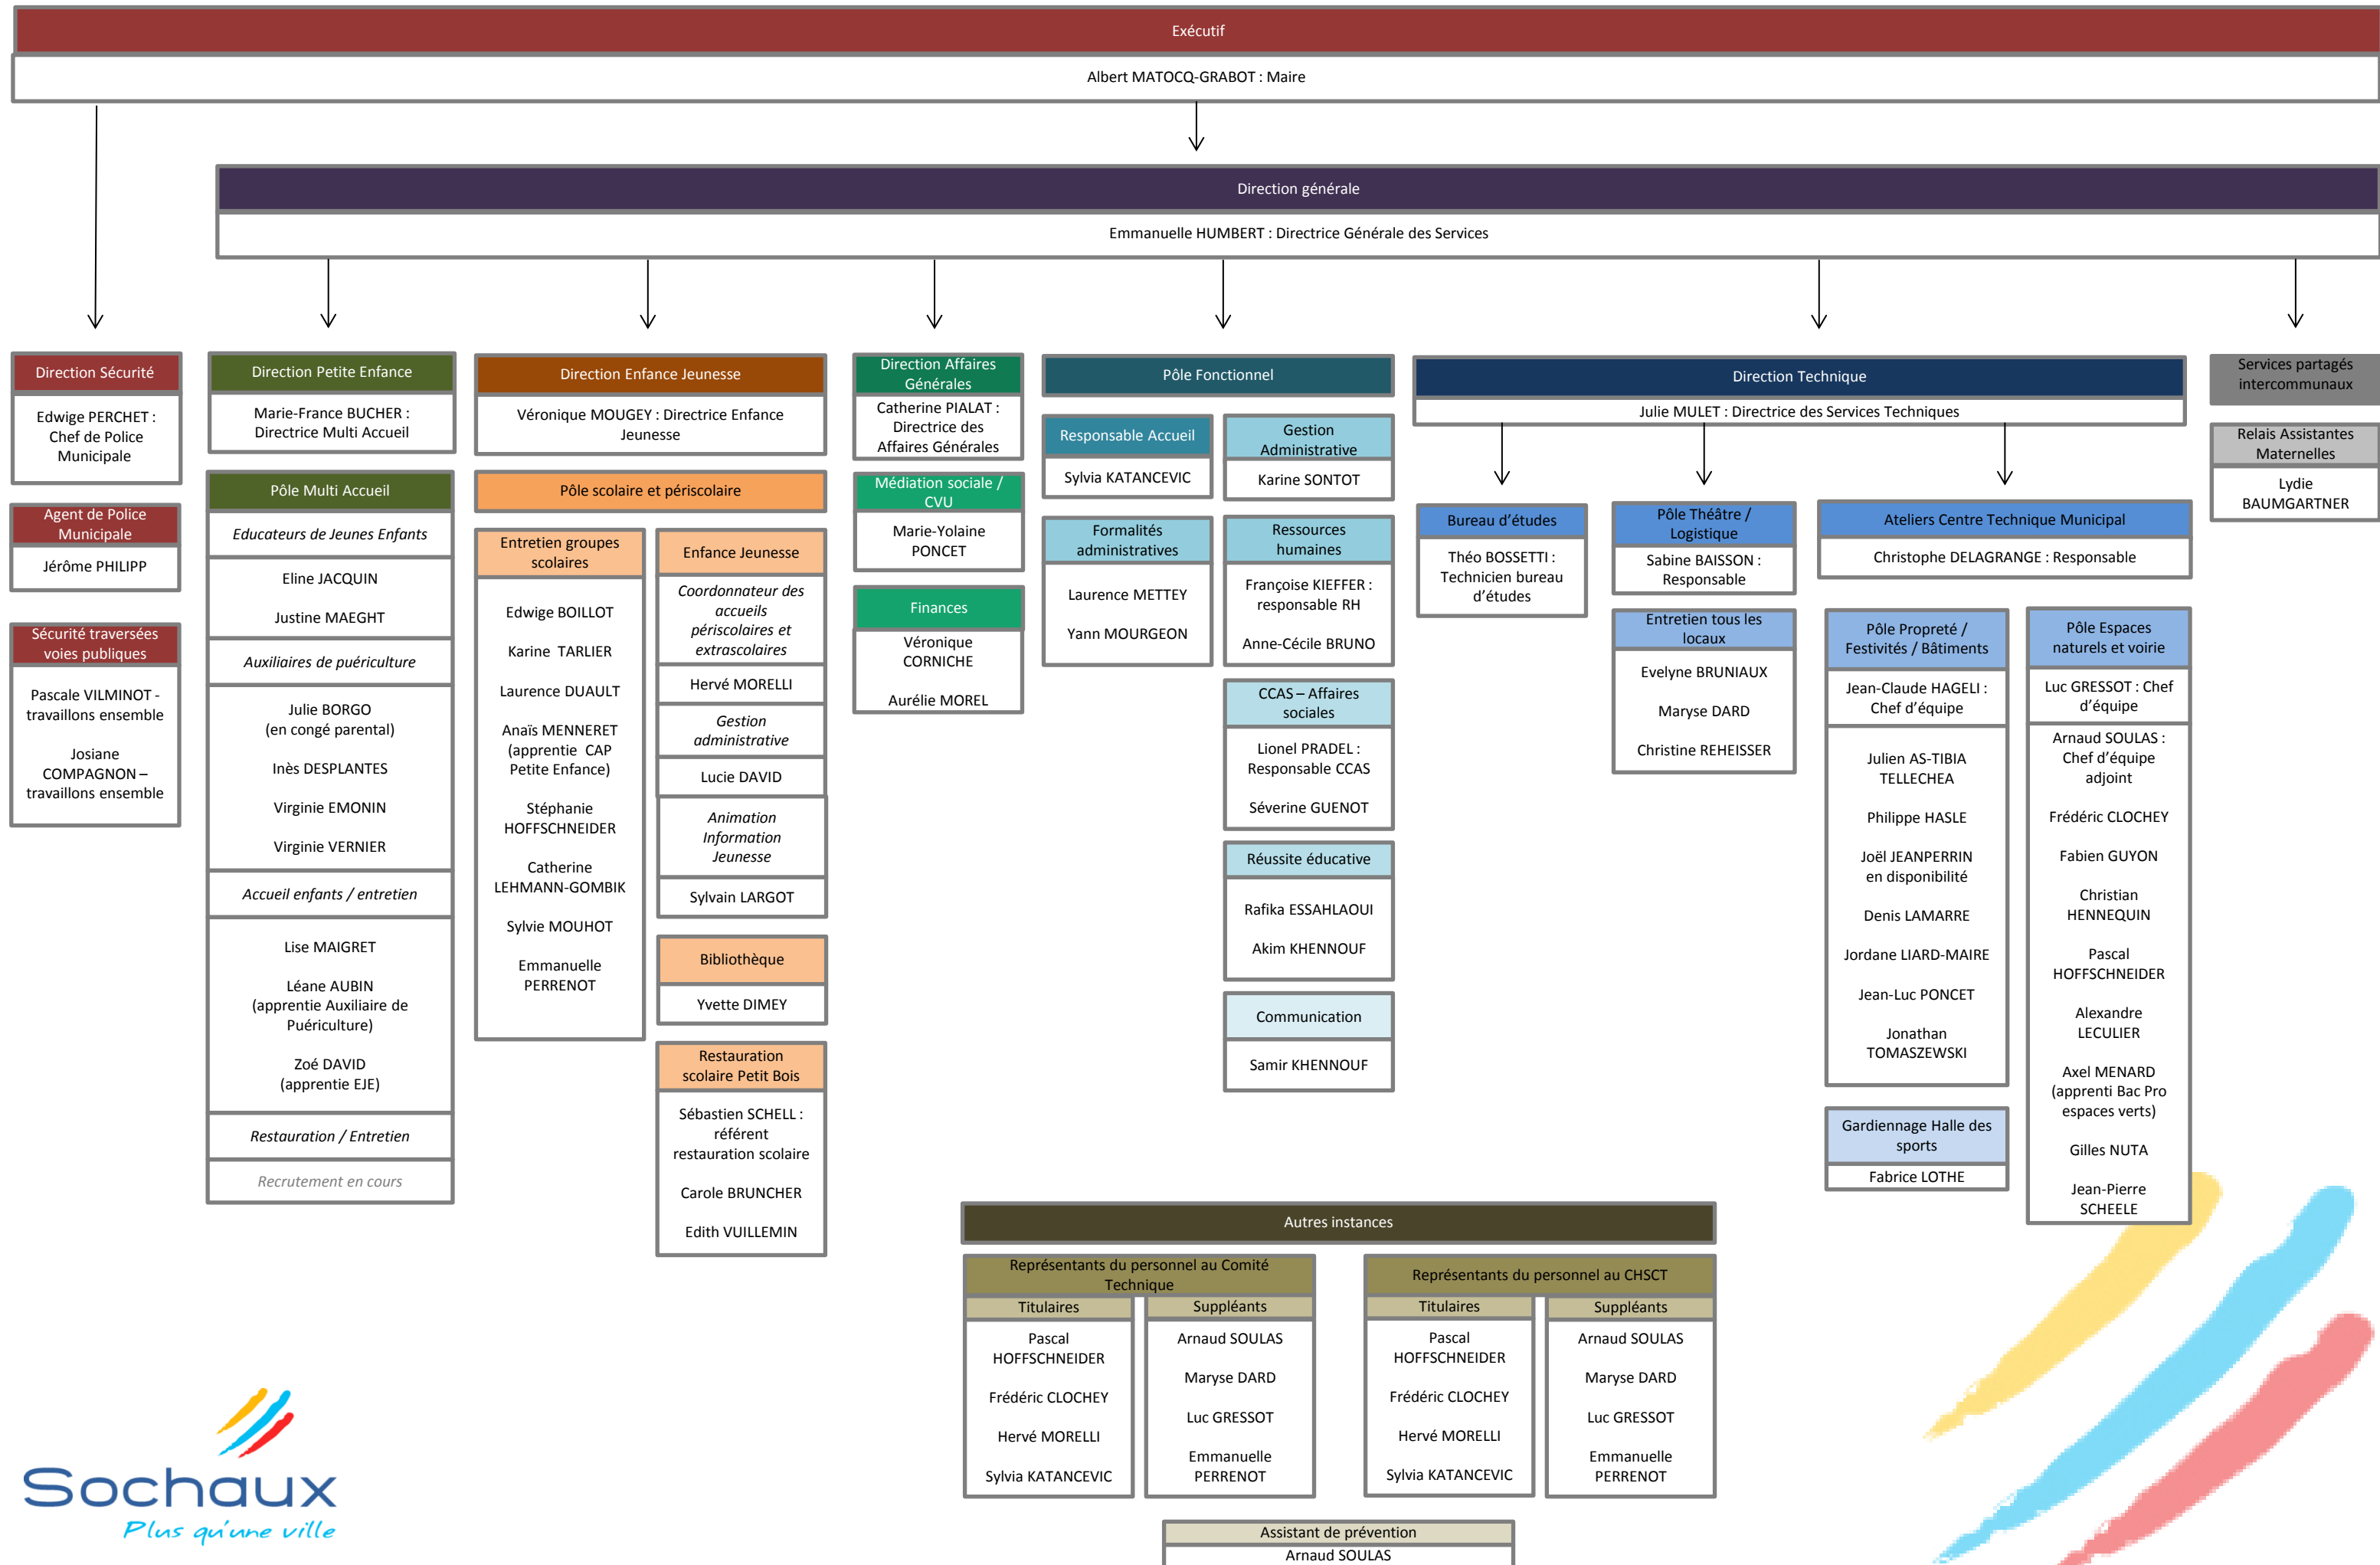 Exécutif
Albert MATOCQ-GRABOT : Maire
Direction générale
Emmanuelle HUMBERT : Directrice Générale des Services
Direction Sécurité
Edwige PERCHET :
Chef de Police
Municipale
Agent de Police
Municipale
Jérôme PHILIPP
Sécurité traversées
voies publiques
Pascale VILMINOT -
travaillons ensemble
Josiane
COMPAGNON –
travaillons ensemble
Direction Petite Enfance
Marie-France BUCHER :
Directrice Multi Accueil
Pôle Multi Accueil
Educateurs de Jeunes Enfants
Eline JACQUIN
Justine MAEGHT
Auxiliaires de puériculture
Julie BORGO
(en congé parental)
Inès DESPLANTES
Virginie EMONIN
Virginie VERNIER
Accueil enfants / entretien
Lise MAIGRET
Léane AUBIN
(apprentie Auxiliaire de
Puériculture)
Zoé DAVID
(apprentie EJE)
Restauration / Entretien
Recrutement en cours
Direction Enfance Jeunesse
Véronique MOUGEY : Directrice Enfance
Jeunesse
Pôle scolaire et périscolaire
Entretien groupes
scolaires
Edwige BOILLOT
Karine TARLIER
Laurence DUAULT
Anaïs MENNERET
(apprentie CAP
Petite Enfance)
Stéphanie
HOFFSCHNEIDER
Catherine
LEHMANN-GOMBIK
Sylvie MOUHOT
Emmanuelle
PERRENOT
Enfance Jeunesse
Coordonnateur des
accueils
périscolaires et
extrascolaires
Hervé MORELLI
Gestion
administrative
Lucie DAVID
Animation
Information
Jeunesse
Sylvain LARGOT
Bibliothèque
Yvette DIMEY
Restauration
scolaire Petit Bois
Sébastien SCHELL :
référent
restauration scolaire
Carole BRUNCHER
Edith VUILLEMIN
Direction Affaires
Générales
Catherine PIALAT :
Directrice des
Affaires Générales
Médiation sociale /
CVU
Marie-Yolaine
PONCET
Finances
Véronique
CORNICHE
Aurélie MOREL
Pôle Fonctionnel
Responsable Accueil
Sylvia KATANCEVIC
Formalités
administratives
Laurence METTEY
Yann MOURGEON
Gestion
Administrative
Karine SONTOT
Ressources
humaines
Françoise KIEFFER :
responsable RH
Anne-Cécile BRUNO
CCAS – Affaires
sociales
Lionel PRADEL :
Responsable CCAS
Séverine GUENOT
Réussite éducative
Rafika ESSAHLAOUI
Akim KHENNOUF
Communication
Samir KHENNOUF
Direction Technique
Julie MULET : Directrice des Services Techniques
Bureau d’études
Théo BOSSETTI :
Technicien bureau
d’études
Pôle Théâtre /
Logistique
Sabine BAISSON :
Responsable
Entretien tous les
locaux
Evelyne BRUNIAUX
Maryse DARD
Christine REHEISSER
Ateliers Centre Technique Municipal
Christophe DELAGRANGE : Responsable
Pôle Propreté /
Festivités / Bâtiments
Jean-Claude HAGELI :
Chef d’équipe
Julien AS-TIBIA
TELLECHEA
Philippe HASLE
Joël JEANPERRIN
en disponibilité
Denis LAMARRE
Jordane LIARD-MAIRE
Jean-Luc PONCET
Jonathan
TOMASZEWSKI
Gardiennage Halle des
sports
Fabrice LOTHE
Pôle Espaces
naturels et voirie
Luc GRESSOT : Chef
d’équipe
Arnaud SOULAS :
Chef d’équipe
adjoint
Frédéric CLOCHEY
Fabien GUYON
Christian
HENNEQUIN
Pascal
HOFFSCHNEIDER
Alexandre
LECULIER
Axel MENARD
(apprenti Bac Pro
espaces verts)
Gilles NUTA
Jean-Pierre
SCHEELE
Services partagés
intercommunaux
Relais Assistantes
Maternelles
Lydie
BAUMGARTNER
Autres instances
Représentants du personnel au Comité
Technique
Titulaires
Pascal
HOFFSCHNEIDER
Frédéric CLOCHEY
Hervé MORELLI
Sylvia KATANCEVIC
Suppléants
Arnaud SOULAS
Maryse DARD
Luc GRESSOT
Emmanuelle
PERRENOT
Représentants du personnel au CHSCT
Titulaires
Pascal
HOFFSCHNEIDER
Frédéric CLOCHEY
Hervé MORELLI
Sylvia KATANCEVIC
Suppléants
Arnaud SOULAS
Maryse DARD
Luc GRESSOT
Emmanuelle
PERRENOT
Assistant de prévention
Arnaud SOULAS
Sochaux
Plus qu'une ville